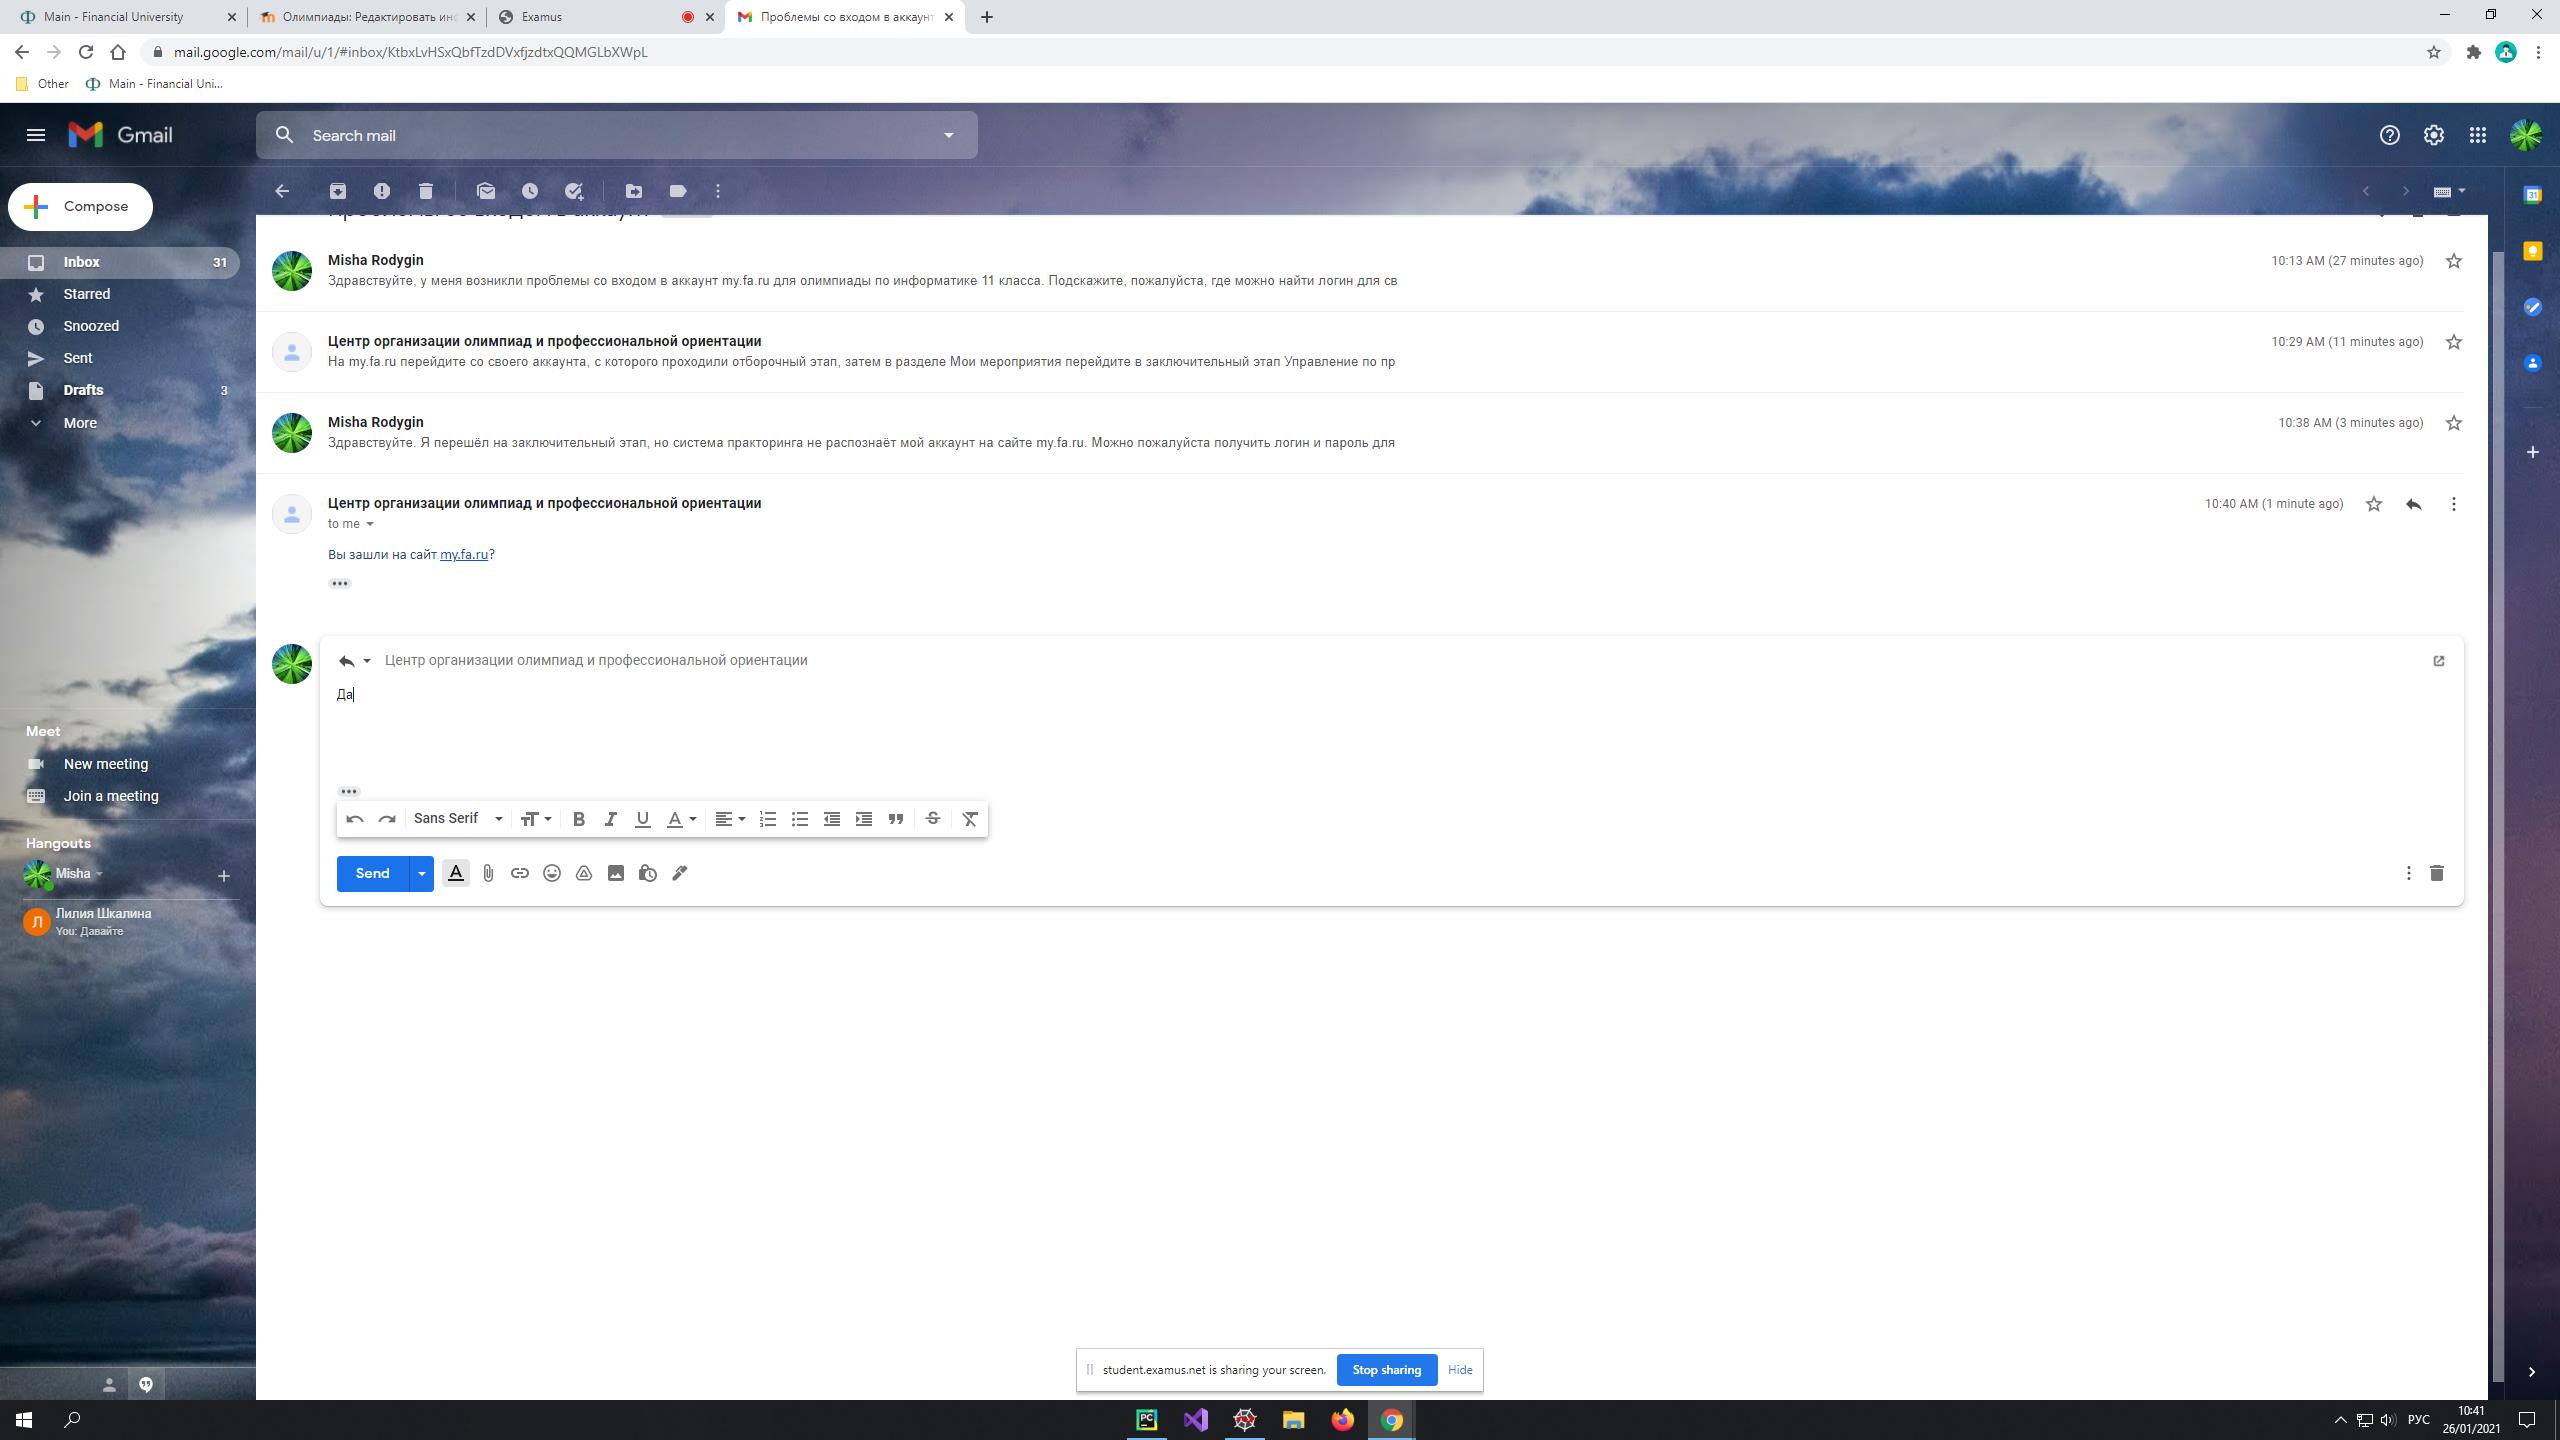 Main - Financial University
Олимпиады: Редактировать ин
Examus
Проблемы со входом в аккаунт
mail.google.com/mail/u/1/#inbox/KtbxLvHSxQbfTzdDVxfjzdtxQQMGLbXWpL
Other
Main - Financial Uni...
Gmail
Search mail
Compose
Inbox 31
Starred
Snoozed
Sent
Drafts 3
More
Проблемы со входом в аккаунт
Misha Rodygin
10:13 AM (27 minutes ago)
Здравствуйте, у меня возникли проблемы со входом в аккаунт my.fa.ru для олимпиады по информатике 11 класса. Подскажите, пожалуйста, где можно найти логин для св
Центр организации олимпиад и профессиональной ориентации
10:29 AM (11 minutes ago)
На my.fa.ru перейдите со своего аккаунта, с которого проходили отборочный этап, затем в разделе Мои мероприятия перейдите в заключительный этап Управление по пр
Misha Rodygin
10:38 AM (3 minutes ago)
Здравствуйте. Я перешёл на заключительный этап, но система практоринга не распознаёт мой аккаунт на сайте my.fa.ru. Можно пожалуйста получить логин и пароль для
Центр организации олимпиад и профессиональной ориентации
10:40 AM (1 minute ago)
to me
Вы зашли на сайт my.fa.ru?
Центр организации олимпиад и профессиональной ориентации
Да
Sans Serif
Send
Meet
New meeting
Join a meeting
Hangouts
Misha
Л
Лилия Шкалина
You: Давайте
student.examus.net is sharing your screen.
Stop sharing
Hide
РУС
10:41
26/01/2021